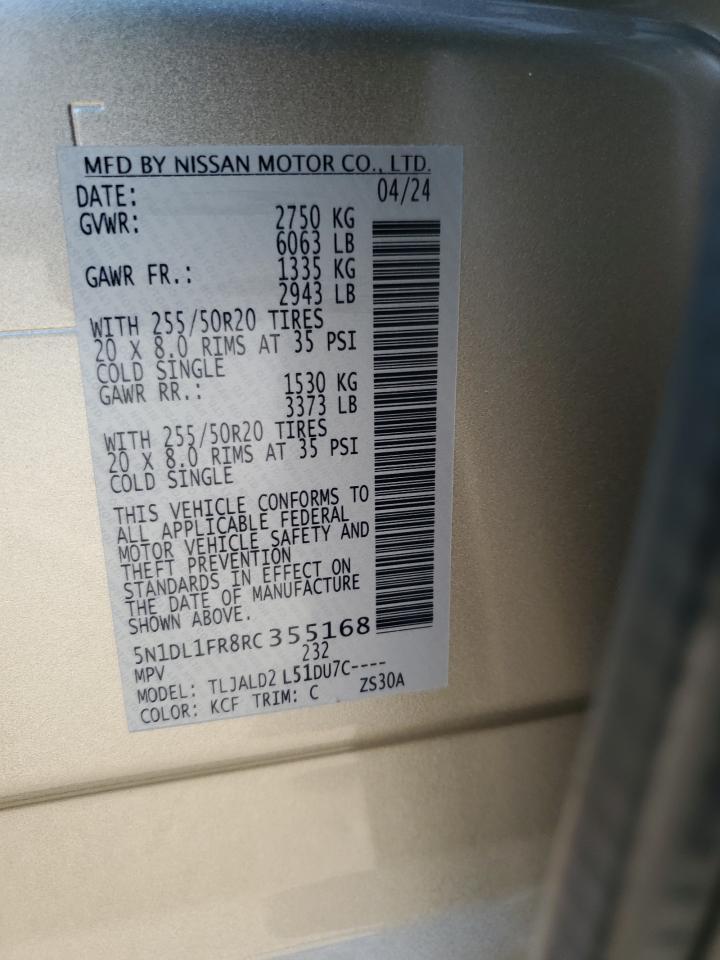 MFD BY NISSAN MOTOR CO., LTD.
DATE: 04/24
GVWR: 2750 KG
6063 LB
GAWR FR.: 1335 KG
2943 LB
WITH 255/50R20 TIRES
20 X 8.0 RIMS AT 35 PSI
COLD SINGLE
GAWR RR.: 1530 KG
3373 LB
WITH 255/50R20 TIRES
20 X 8.0 RIMS AT 35 PSI
COLD SINGLE
THIS VEHICLE CONFORMS TO
ALL APPLICABLE FEDERAL
MOTOR VEHICLE SAFETY AND
THEFT PREVENTION
STANDARDS IN EFFECT ON
THE DATE OF MANUFACTURE
SHOWN ABOVE.
5N1DL1FR8RC355168
MPV 232
MODEL: TLJALD2 L51DU7C----
COLOR: KCF TRIM: C ZS30A